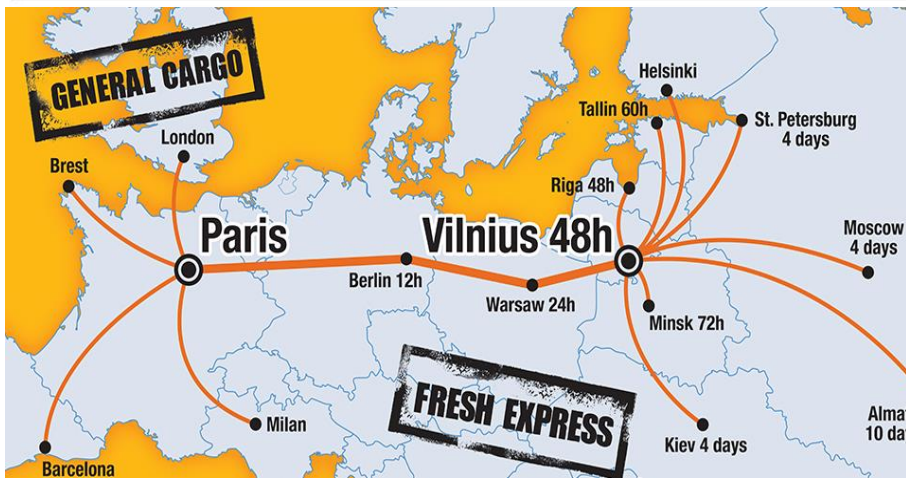 GENERAL CARGO
Helsinki
Tallin 60h
St. Petersburg
4 days
London
Brest
Riga 48h
Paris
Vilnius 48h
Moscow
4 days
Berlin 12h
Warsaw 24h
Minsk 72h
FRESH EXPRESS
Milan
Kiev 4 days
10
Barcelona